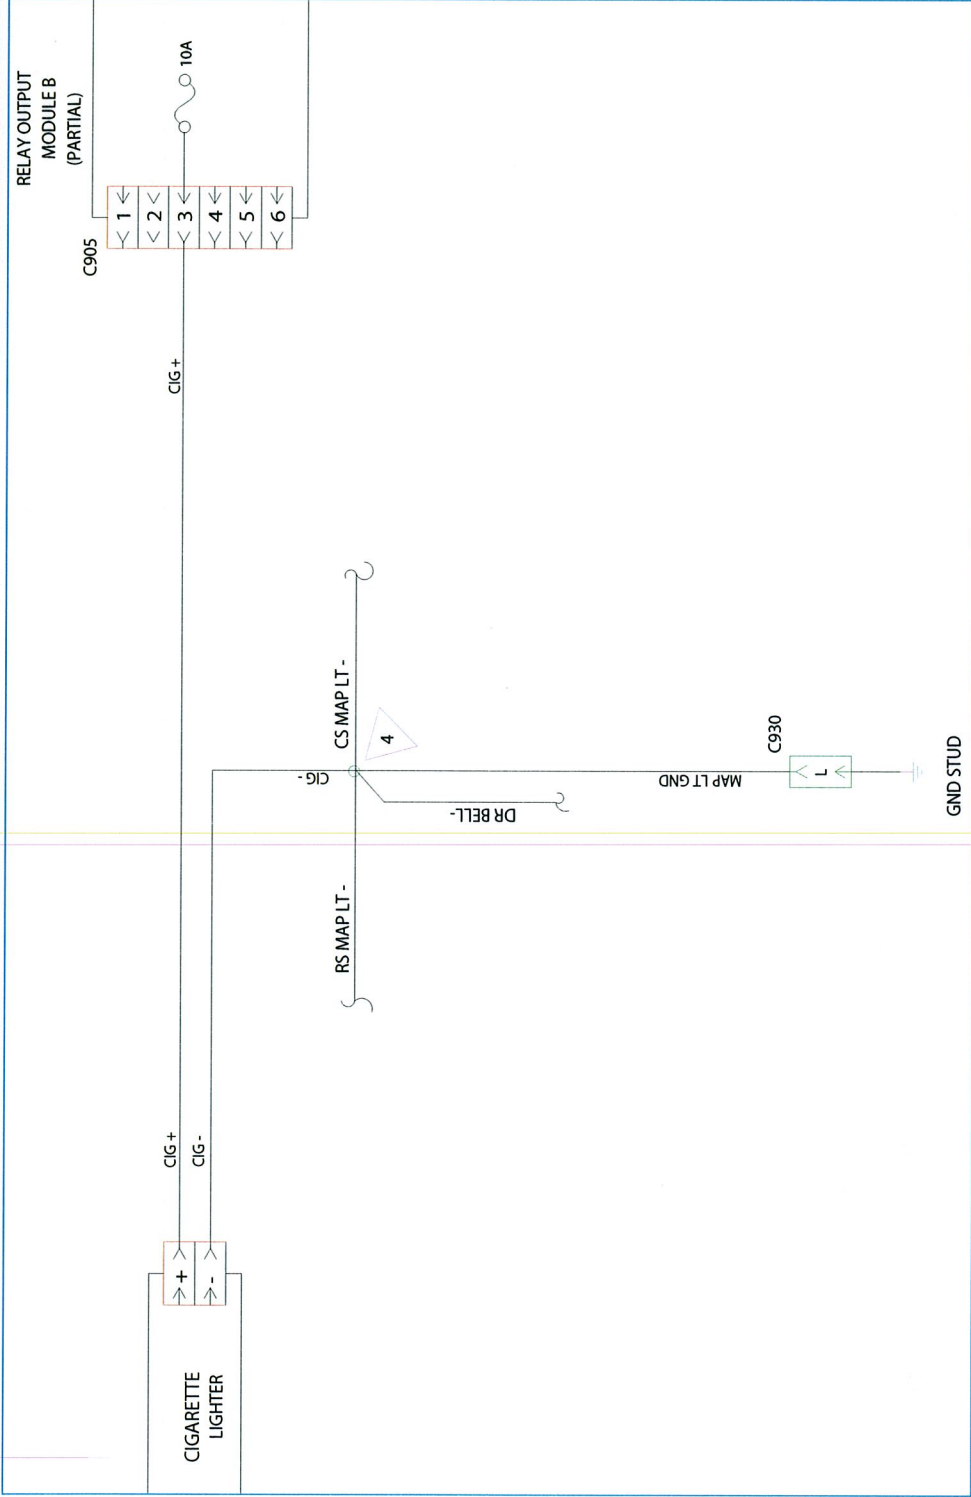 RELAY OUTPUT
MODULE B
(PARTIAL)
10A
C905
1
2
3
4
5
6
CIG +
CIG +
CIG -
+
-
CIGARETTE
LIGHTER
CIG -
CS MAP LT -
4
RS MAP LT -
DR BELL-
MAP LT GND
C930
L
GND STUD